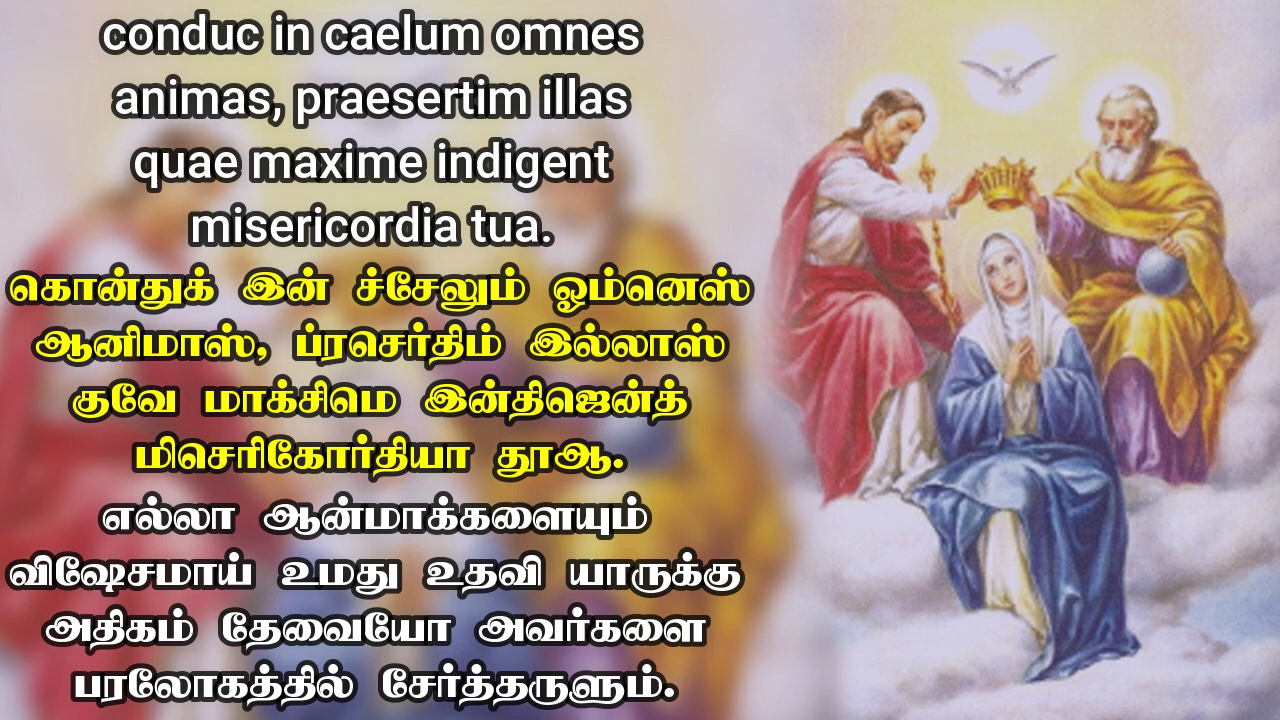 conduc in caelum omnes
animas, praesertim illas
quae maxime indigent
misericordia tua.
கொன்துக் இன் ச்சேலும் ஓம்னெஸ்
ஆனிமாஸ், ப்ரசெர்திம் இல்லாஸ்
குவே மாக்சிமெ இன்திஜென்த்
மிசெரிகோர்தியா தூஆ.
எல்லா ஆன்மாக்களையும்
விஷேசமாய் உமது உதவி யாருக்கு
அதிகம் தேவையோ அவர்களை
பரலோகத்தில் சேர்த்தருளும்.